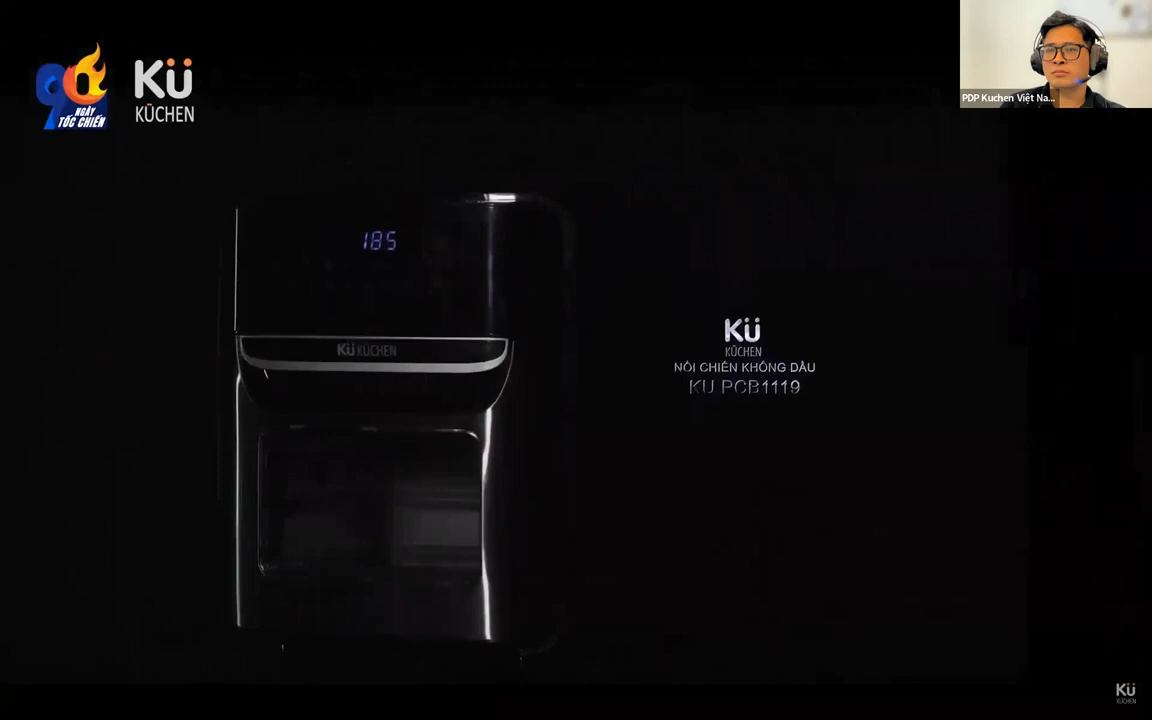 90
NGÀY
TỐC CHIẾN
KÜ
KÜCHEN
PDP Kuchen Việt Na...
185
KÜ KÜCHEN
KÜ
KÜCHEN
NỒI CHIÊN KHÔNG DẦU
KU PCB1119
KÜ
KÜCHEN